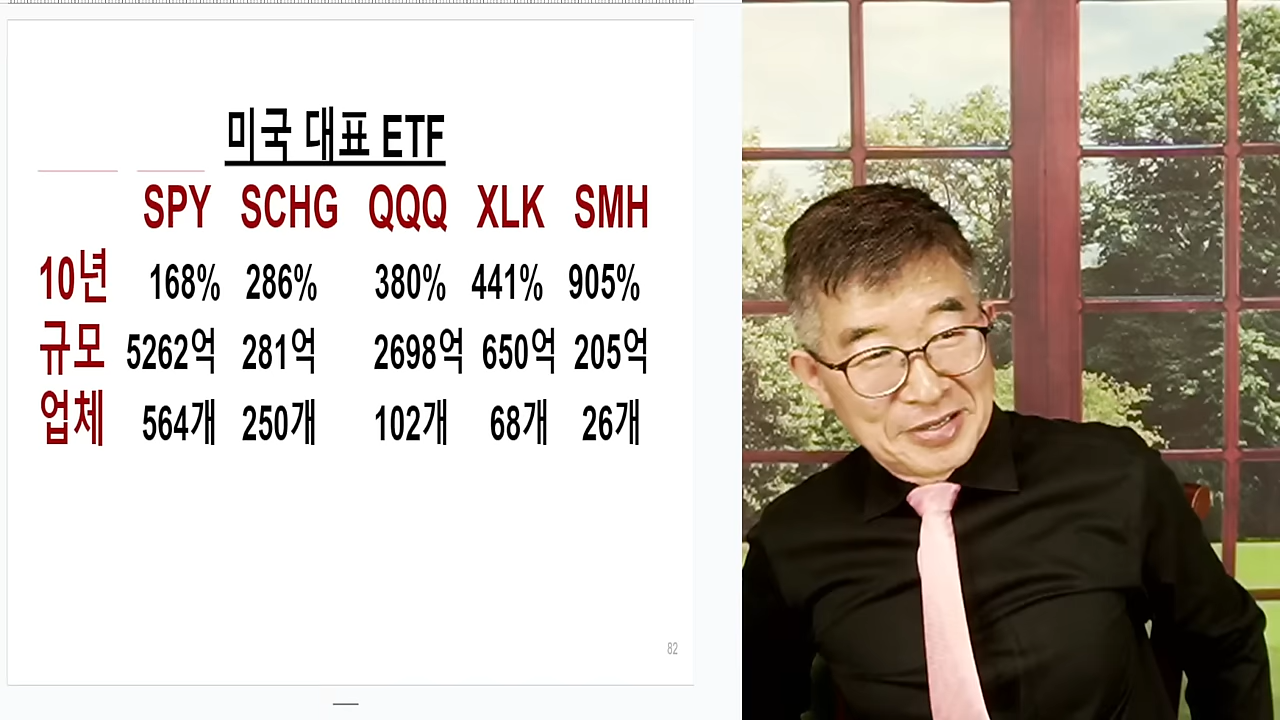 미국 대표 ETF
SPY SCHG QQQ XLK SMH
10년 168% 286% 380% 441% 905%
규모 5262억 281억 2698억 650억 205억
업체 564개 250개 102개 68개 26개
82